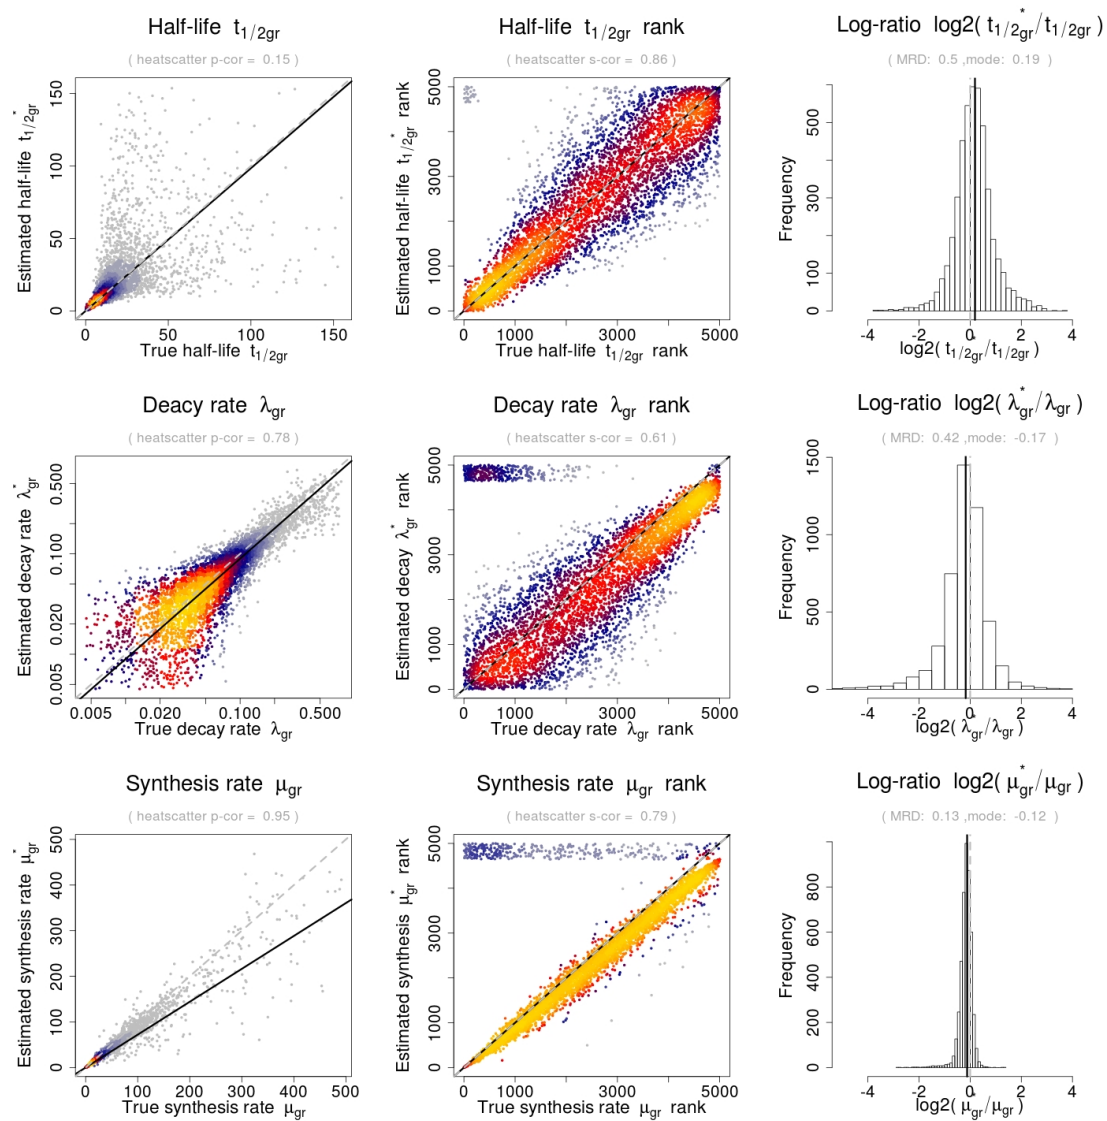 Half-life t1/2gr
( heatscatter p-cor = 0.15 )
Estimated half-life t*1/2gr
150
100
50
0
0 50 100 150
True half-life t1/2gr
Half-life t1/2gr rank
( heatscatter s-cor = 0.86 )
Estimated half-life t*1/2gr rank
5000
3000
1000
0
0 1000 3000 5000
True half-life t1/2gr rank
Log-ratio log2( t*1/2gr/t1/2gr )
( MRD: 0.5 ,mode: 0.19 )
Frequency
500
300
100
0
-4 -2 0 2 4
log2( t1/2gr/t1/2gr )
Deacy rate λgr
( heatscatter p-cor = 0.78 )
Estimated decay rate λ*gr
0.500
0.100
0.020
0.005
0.005 0.020 0.100 0.500
True decay rate λgr
Decay rate λgr rank
( heatscatter s-cor = 0.61 )
Estimated decay λ*gr rank
5000
3000
1000
0
0 1000 3000 5000
True decay rate λgr rank
Log-ratio log2( λ*gr/λgr )
( MRD: 0.42 ,mode: -0.17 )
Frequency
1500
1000
500
0
-4 -2 0 2 4
log2( λgr/λgr )
Synthesis rate μgr
( heatscatter p-cor = 0.95 )
Estimated synthesis rate μ*gr
500
400
300
200
100
0
0 100 200 300 400 500
True synthesis rate μgr
Synthesis rate μgr rank
( heatscatter s-cor = 0.79 )
Estimated synthesis μ*gr rank
5000
3000
1000
0
0 1000 3000 5000
True synthesis rate μgr rank
Log-ratio log2( μ*gr/μgr )
( MRD: 0.13 ,mode: -0.12 )
Frequency
800
600
400
200
0
-4 -2 0 2 4
log2( μgr/μgr )